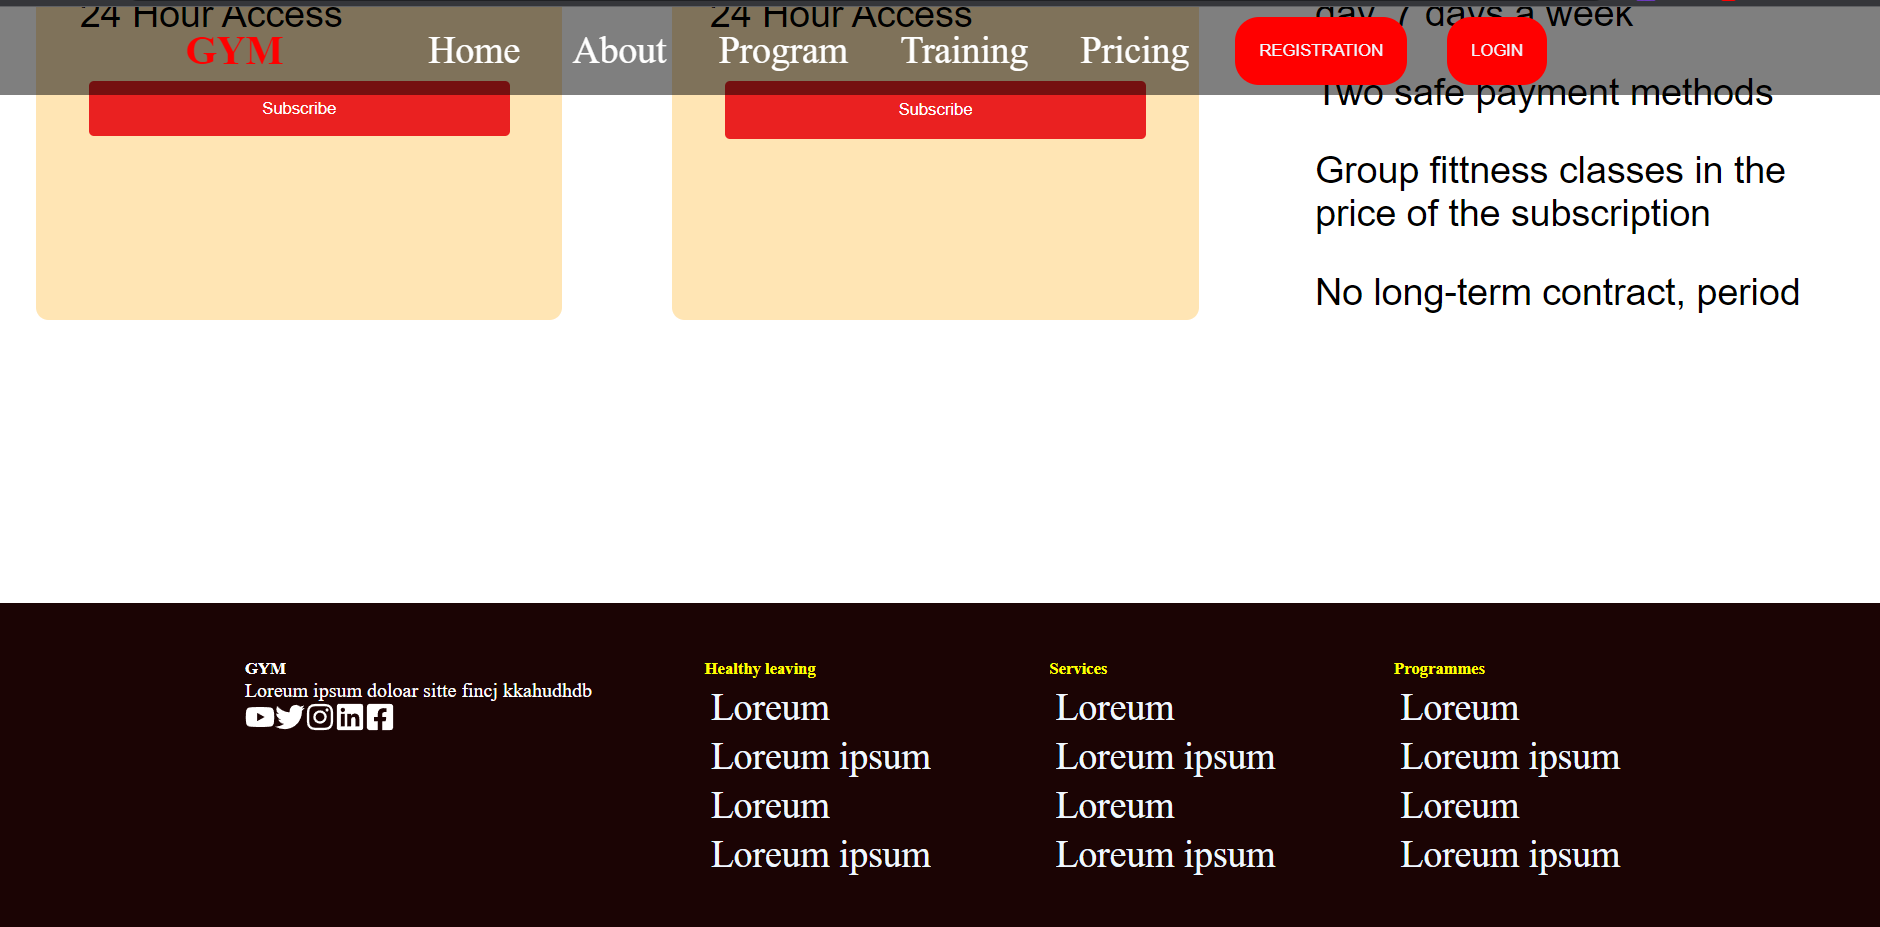 24 Hour Access
24 Hour Access
day, 7 days a week
GYM Home About Program Training Pricing REGISTRATION LOGIN
Subscribe
Subscribe
Two safe payment methods
Group fittness classes in the
price of the subscription
No long-term contract, period
GYM
Loreum ipsum doloar sitte fincj kkahudhdb
Healthy leaving
Loreum
Loreum ipsum
Loreum
Loreum ipsum
Services
Loreum
Loreum ipsum
Loreum
Loreum ipsum
Programmes
Loreum
Loreum ipsum
Loreum
Loreum ipsum